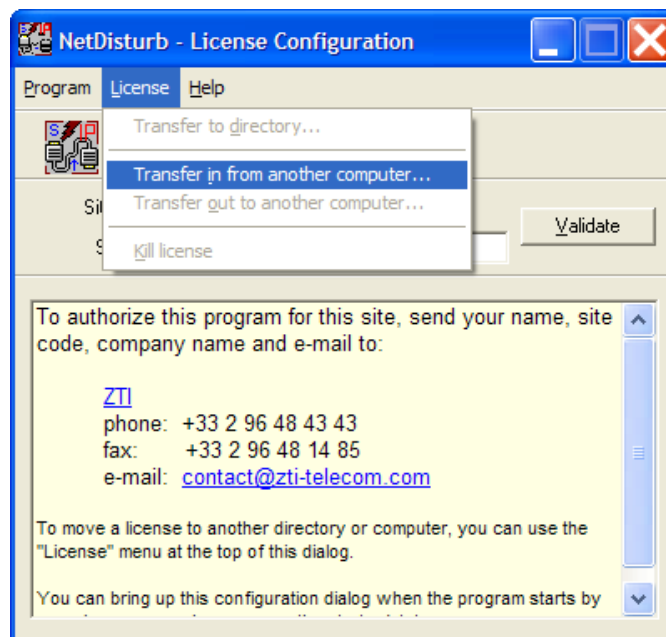 NetDisturb - License Configuration
Program License Help
Transfer to directory...
Transfer in from another computer...
Transfer out to another computer...
Kill license
Validate
To authorize this program for this site, send your name, site
code, company name and e-mail to:
ZTI
phone: +33 2 96 48 43 43
fax: +33 2 96 48 14 85
e-mail: contact@zti-telecom.com
To move a license to another directory or computer, you can use the
"License" menu at the top of this dialog.
You can bring up this configuration dialog when the program starts by